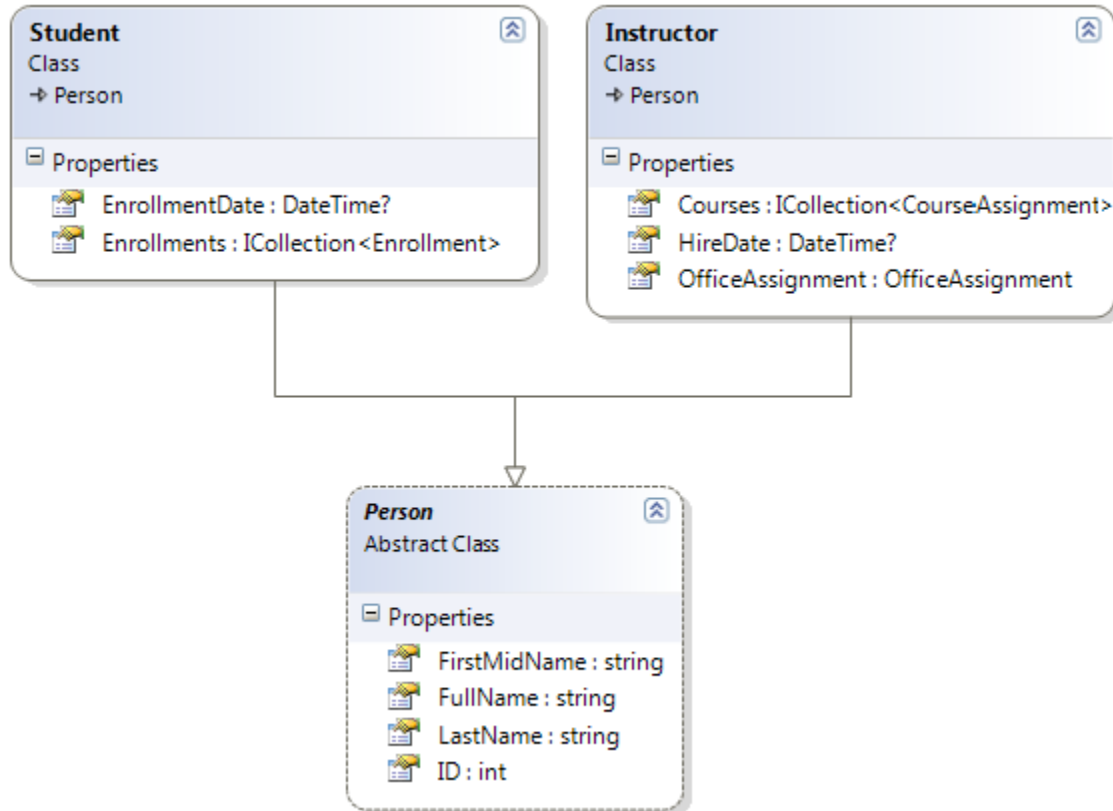 Student
Class
Person
Properties
EnrollmentDate : DateTime?
Enrollments : ICollection<Enrollment>
Instructor
Class
Person
Properties
Courses : ICollection<CourseAssignment>
HireDate : DateTime?
OfficeAssignment : OfficeAssignment
Person
Abstract Class
Properties
FirstMidName : string
FullName : string
LastName : string
ID : int